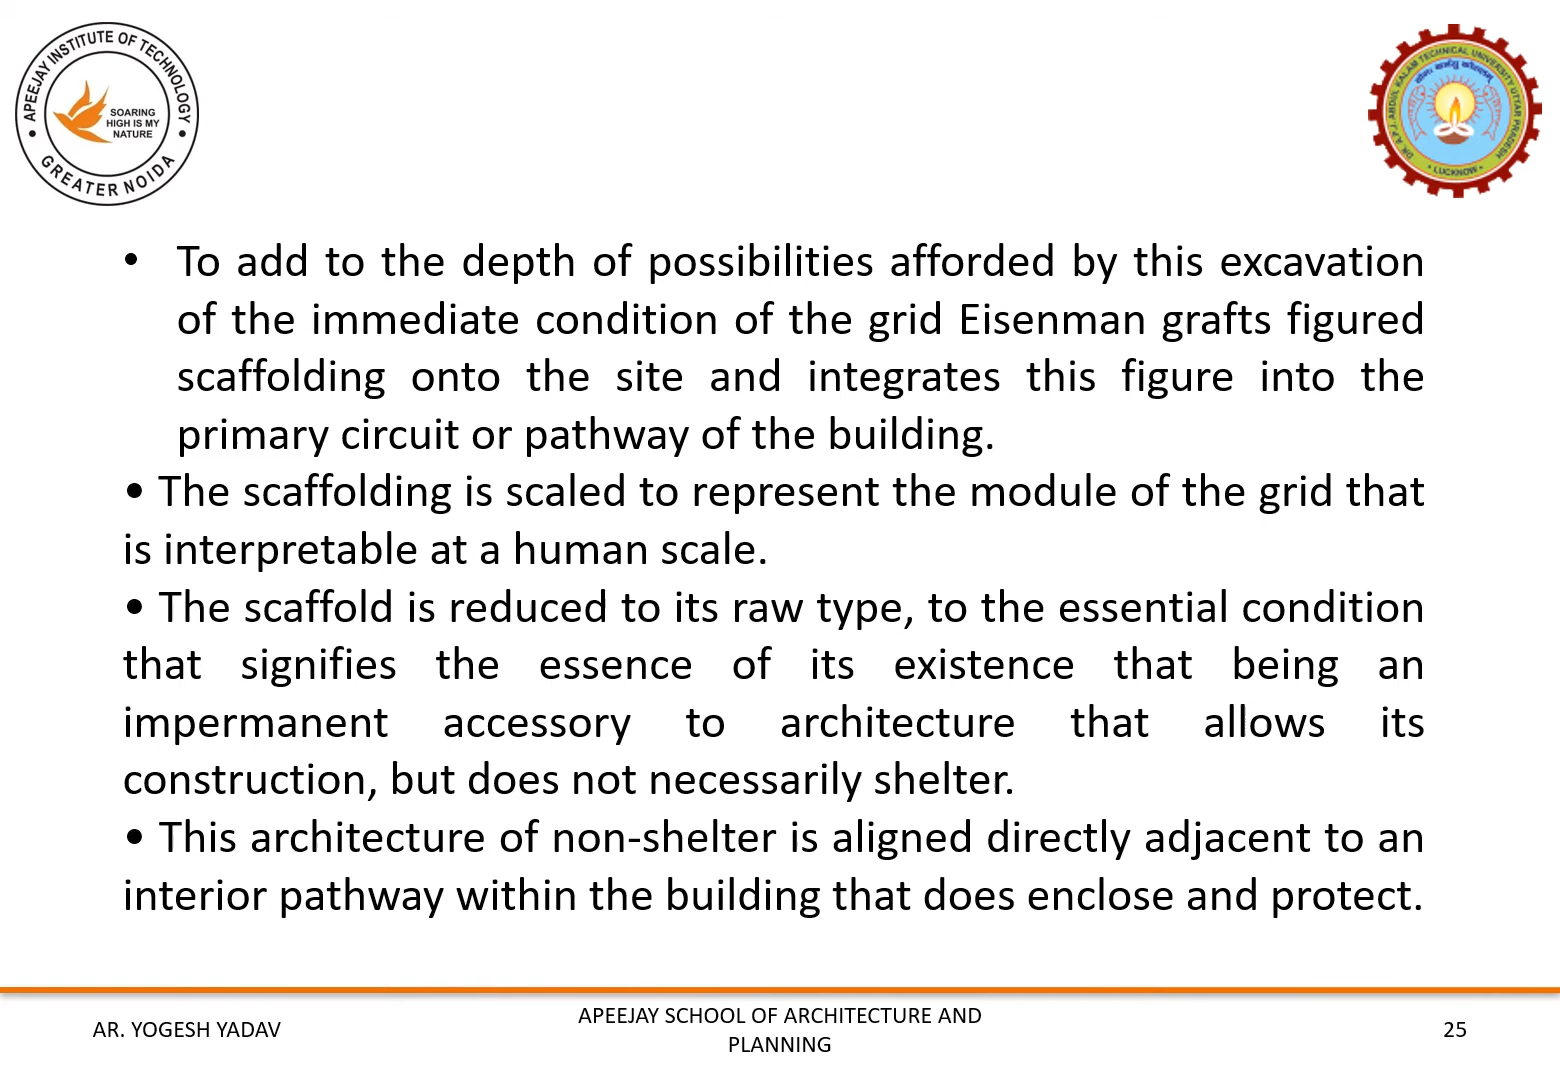 APEEJAY INSTITUTE OF TECHNOLOGY
SOARING
HIGH IS MY
NATURE
• GREATER NOIDA •
DR. A.P.J. ABDUL KALAM TECHNICAL UNIVERSITY UTTAR PRADESH
• LUCKNOW •
• To add to the depth of possibilities afforded by this excavation
of the immediate condition of the grid Eisenman grafts figured
scaffolding onto the site and integrates this figure into the
primary circuit or pathway of the building.
• The scaffolding is scaled to represent the module of the grid that
is interpretable at a human scale.
• The scaffold is reduced to its raw type, to the essential condition
that signifies the essence of its existence that being an
impermanent accessory to architecture that allows its
construction, but does not necessarily shelter.
• This architecture of non-shelter is aligned directly adjacent to an
interior pathway within the building that does enclose and protect.
AR. YOGESH YADAV
APEEJAY SCHOOL OF ARCHITECTURE AND
PLANNING
25